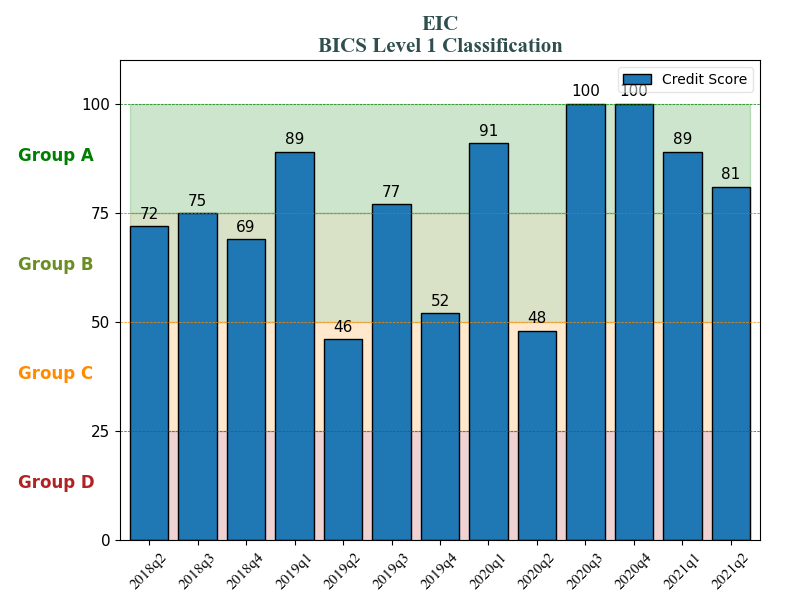 EIC
BICS Level 1 Classification
Credit Score
100
100
100
91
89
89
Group A
81
77
75
75
72
69
Group B
52
50
48
46
Group C
25
Group D
0
2018q2
2018q3
2018q4
2019q1
2019q2
2019q3
2019q4
2020q1
2020q2
2020q3
2020q4
2021q1
2021q2